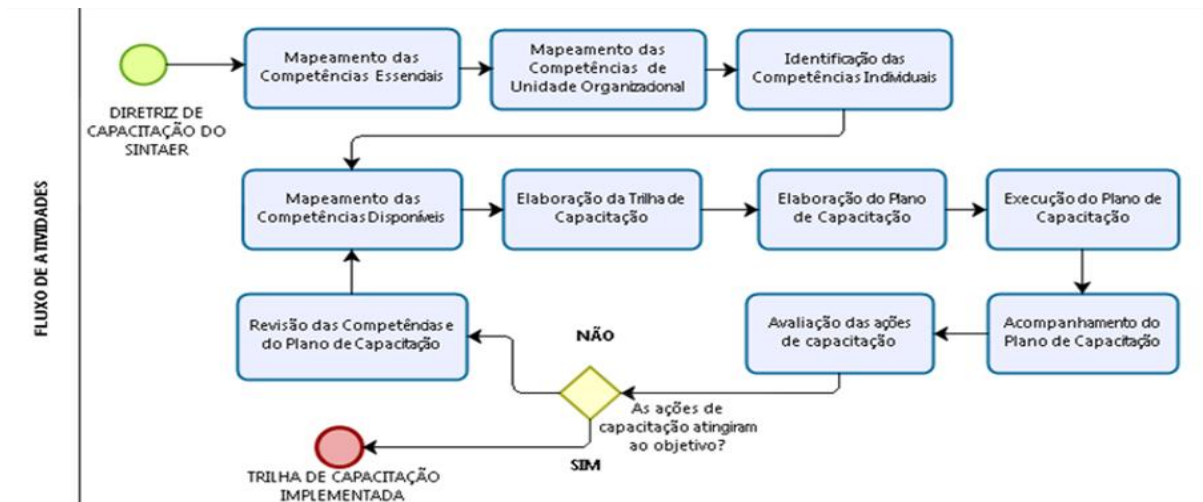 FLUXO DE ATIVIDADES
DIRETRIZ DE
CAPACITAÇÃO DO
SINTAER
Mapeamento das
Competências Essenciais
Mapeamento das
Competências de
Unidade Organizacional
Identificação das
Competências Individuais
Mapeamento das
Competências Disponíveis
Elaboração da Trilha de
Capacitação
Elaboração do Plano
de Capacitação
Execução do Plano de
Capacitação
Acompanhamento do
Plano de Capacitação
Avaliação das ações
de capacitação
As ações de
capacitação atingiram
ao objetivo?
NÃO
Revisão das Competências e
do Plano de Capacitação
SIM
TRILHA DE CAPACITAÇÃO
IMPLEMENTADA